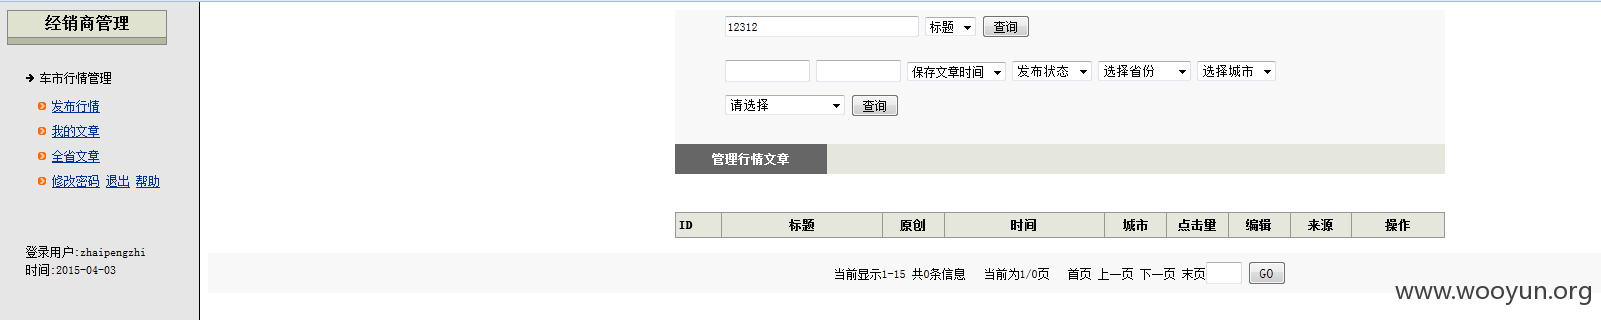 经销商管理
车市行情管理
发布行情
我的文章
全省文章
修改密码 退出 帮助
登录用户:zhaipengzhi
时间:2015-04-03
12312 标题 查询
保存文章时间 发布状态 选择省份 选择城市
请选择 查询
管理行情文章
ID 标题 原创 时间 城市 点击量 编辑 来源 操作
当前显示1-15 共0条信息 当前为1/0页 首页 上一页 下一页 末页 GO
www.wooyun.org